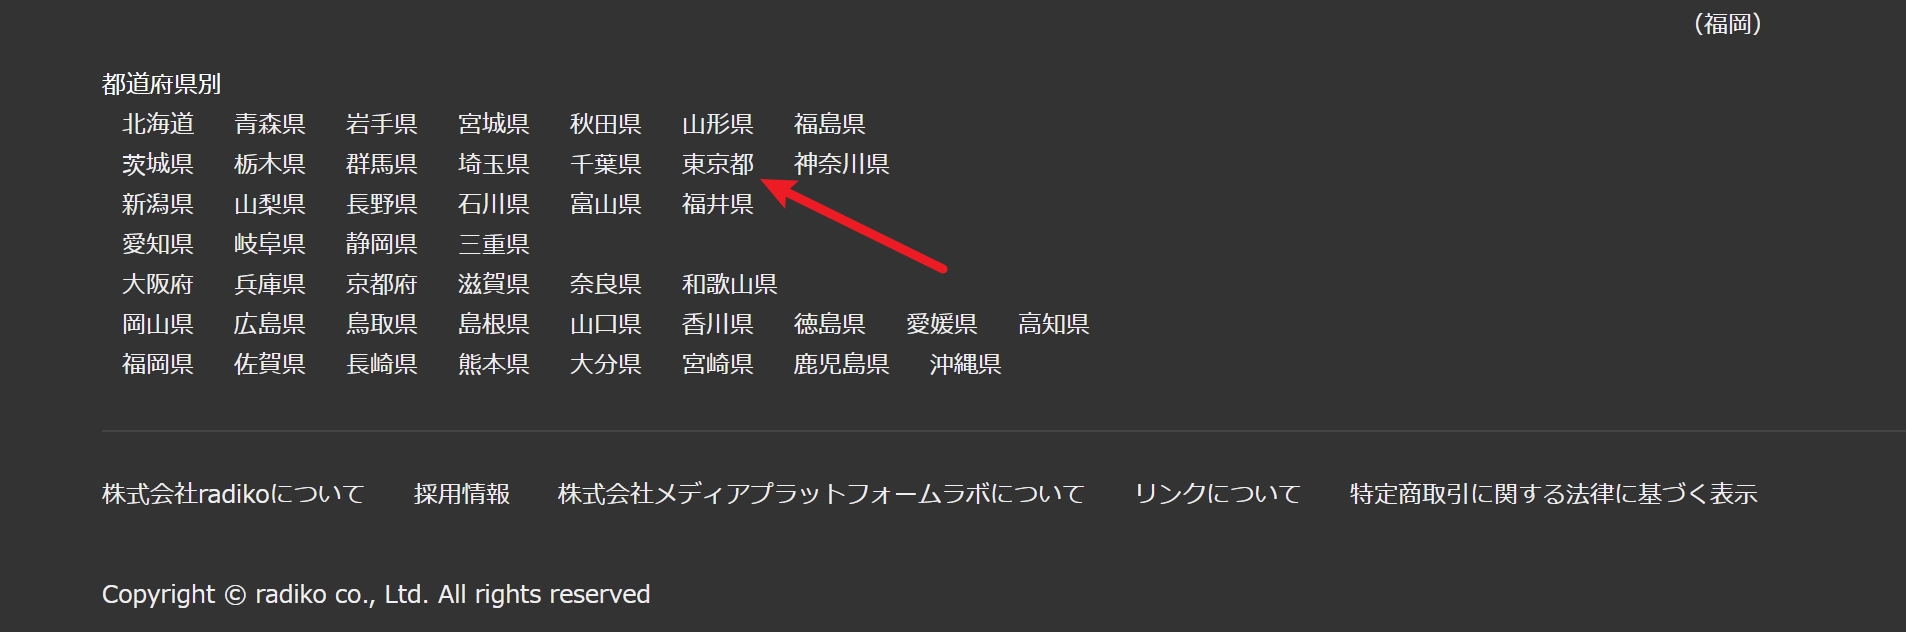 （福岡）
都道府県別
北海道 青森県 岩手県 宮城県 秋田県 山形県 福島県
茨城県 栃木県 群馬県 埼玉県 千葉県 東京都 神奈川県
新潟県 山梨県 長野県 石川県 富山県 福井県
愛知県 岐阜県 静岡県 三重県
大阪府 兵庫県 京都府 滋賀県 奈良県 和歌山県
岡山県 広島県 鳥取県 島根県 山口県 香川県 徳島県 愛媛県 高知県
福岡県 佐賀県 長崎県 熊本県 大分県 宮崎県 鹿児島県 沖縄県
株式会社radikoについて 採用情報 株式会社メディアプラットフォームラボについて リンクについて 特定商取引に関する法律に基づく表示
Copyright © radiko co., Ltd. All rights reserved